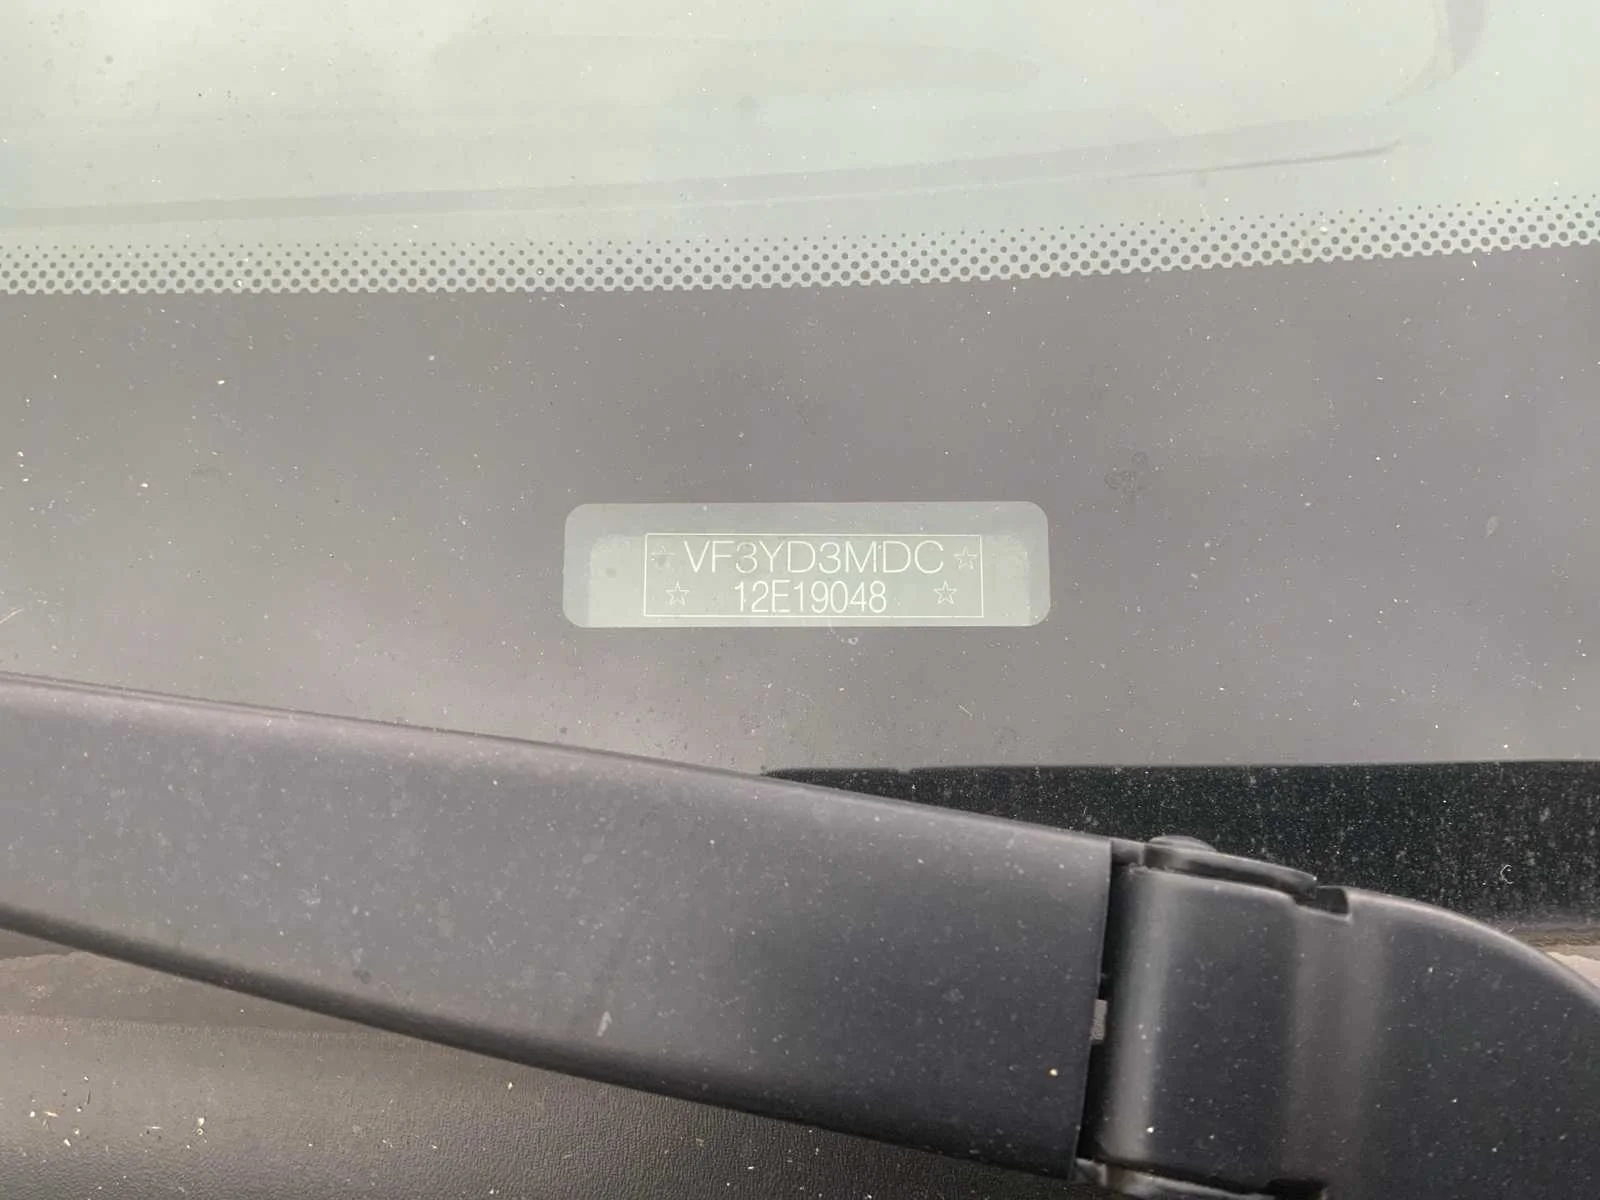 ☆ VF3YD3MDC ☆
☆ 12E19048 ☆